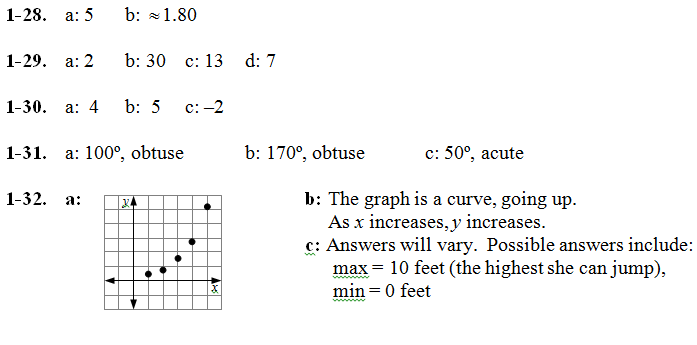 1-28. a: 5 b: ≈1.80
1-29. a: 2 b: 30 c: 13 d: 7
1-30. a: 4 b: 5 c: –2
1-31. a: 100º, obtuse b: 170º, obtuse c: 50º, acute
1-32. a:
y
x
b: The graph is a curve, going up.
As x increases, y increases.
c: Answers will vary. Possible answers include:
max = 10 feet (the highest she can jump),
min = 0 feet